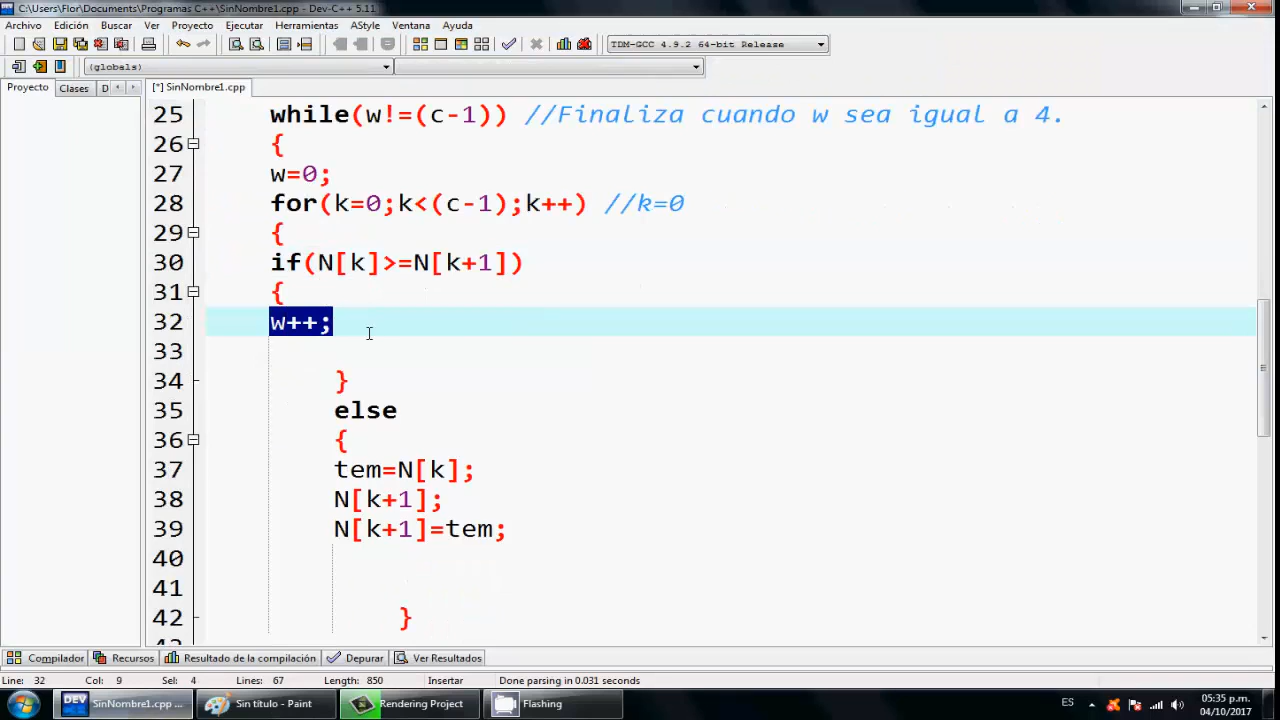 C:\Users\Flor\Documents\Programas C++\SinNombre1.cpp - Dev-C++ 5.11
Archivo Edición Buscar Ver Proyecto Ejecutar Herramientas AStyle Ventana Ayuda
TDM-GCC 4.9.2 64-bit Release
(globals)
Proyecto Clases D [*] SinNombre1.cpp
25 while(w!=(c-1)) //Finaliza cuando w sea igual a 4.
26 {
27 w=0;
28 for(k=0;k<(c-1);k++) //k=0
29 {
30 if(N[k]>=N[k+1])
31 {
32 w++;
33
34 }
35 else
36 {
37 tem=N[k];
38 N[k+1];
39 N[k+1]=tem;
40
41
42 }
Compilador Recursos Resultado de la compilación Depurar Ver Resultados
Line: 32 Col: 9 Sel: 4 Lines: 67 Length: 850 Insertar Done parsing in 0.031 seconds
DEV SinNombre1.cpp ... Sin título - Paint Rendering Project Flashing ES 05:35 p.m.
04/10/2017